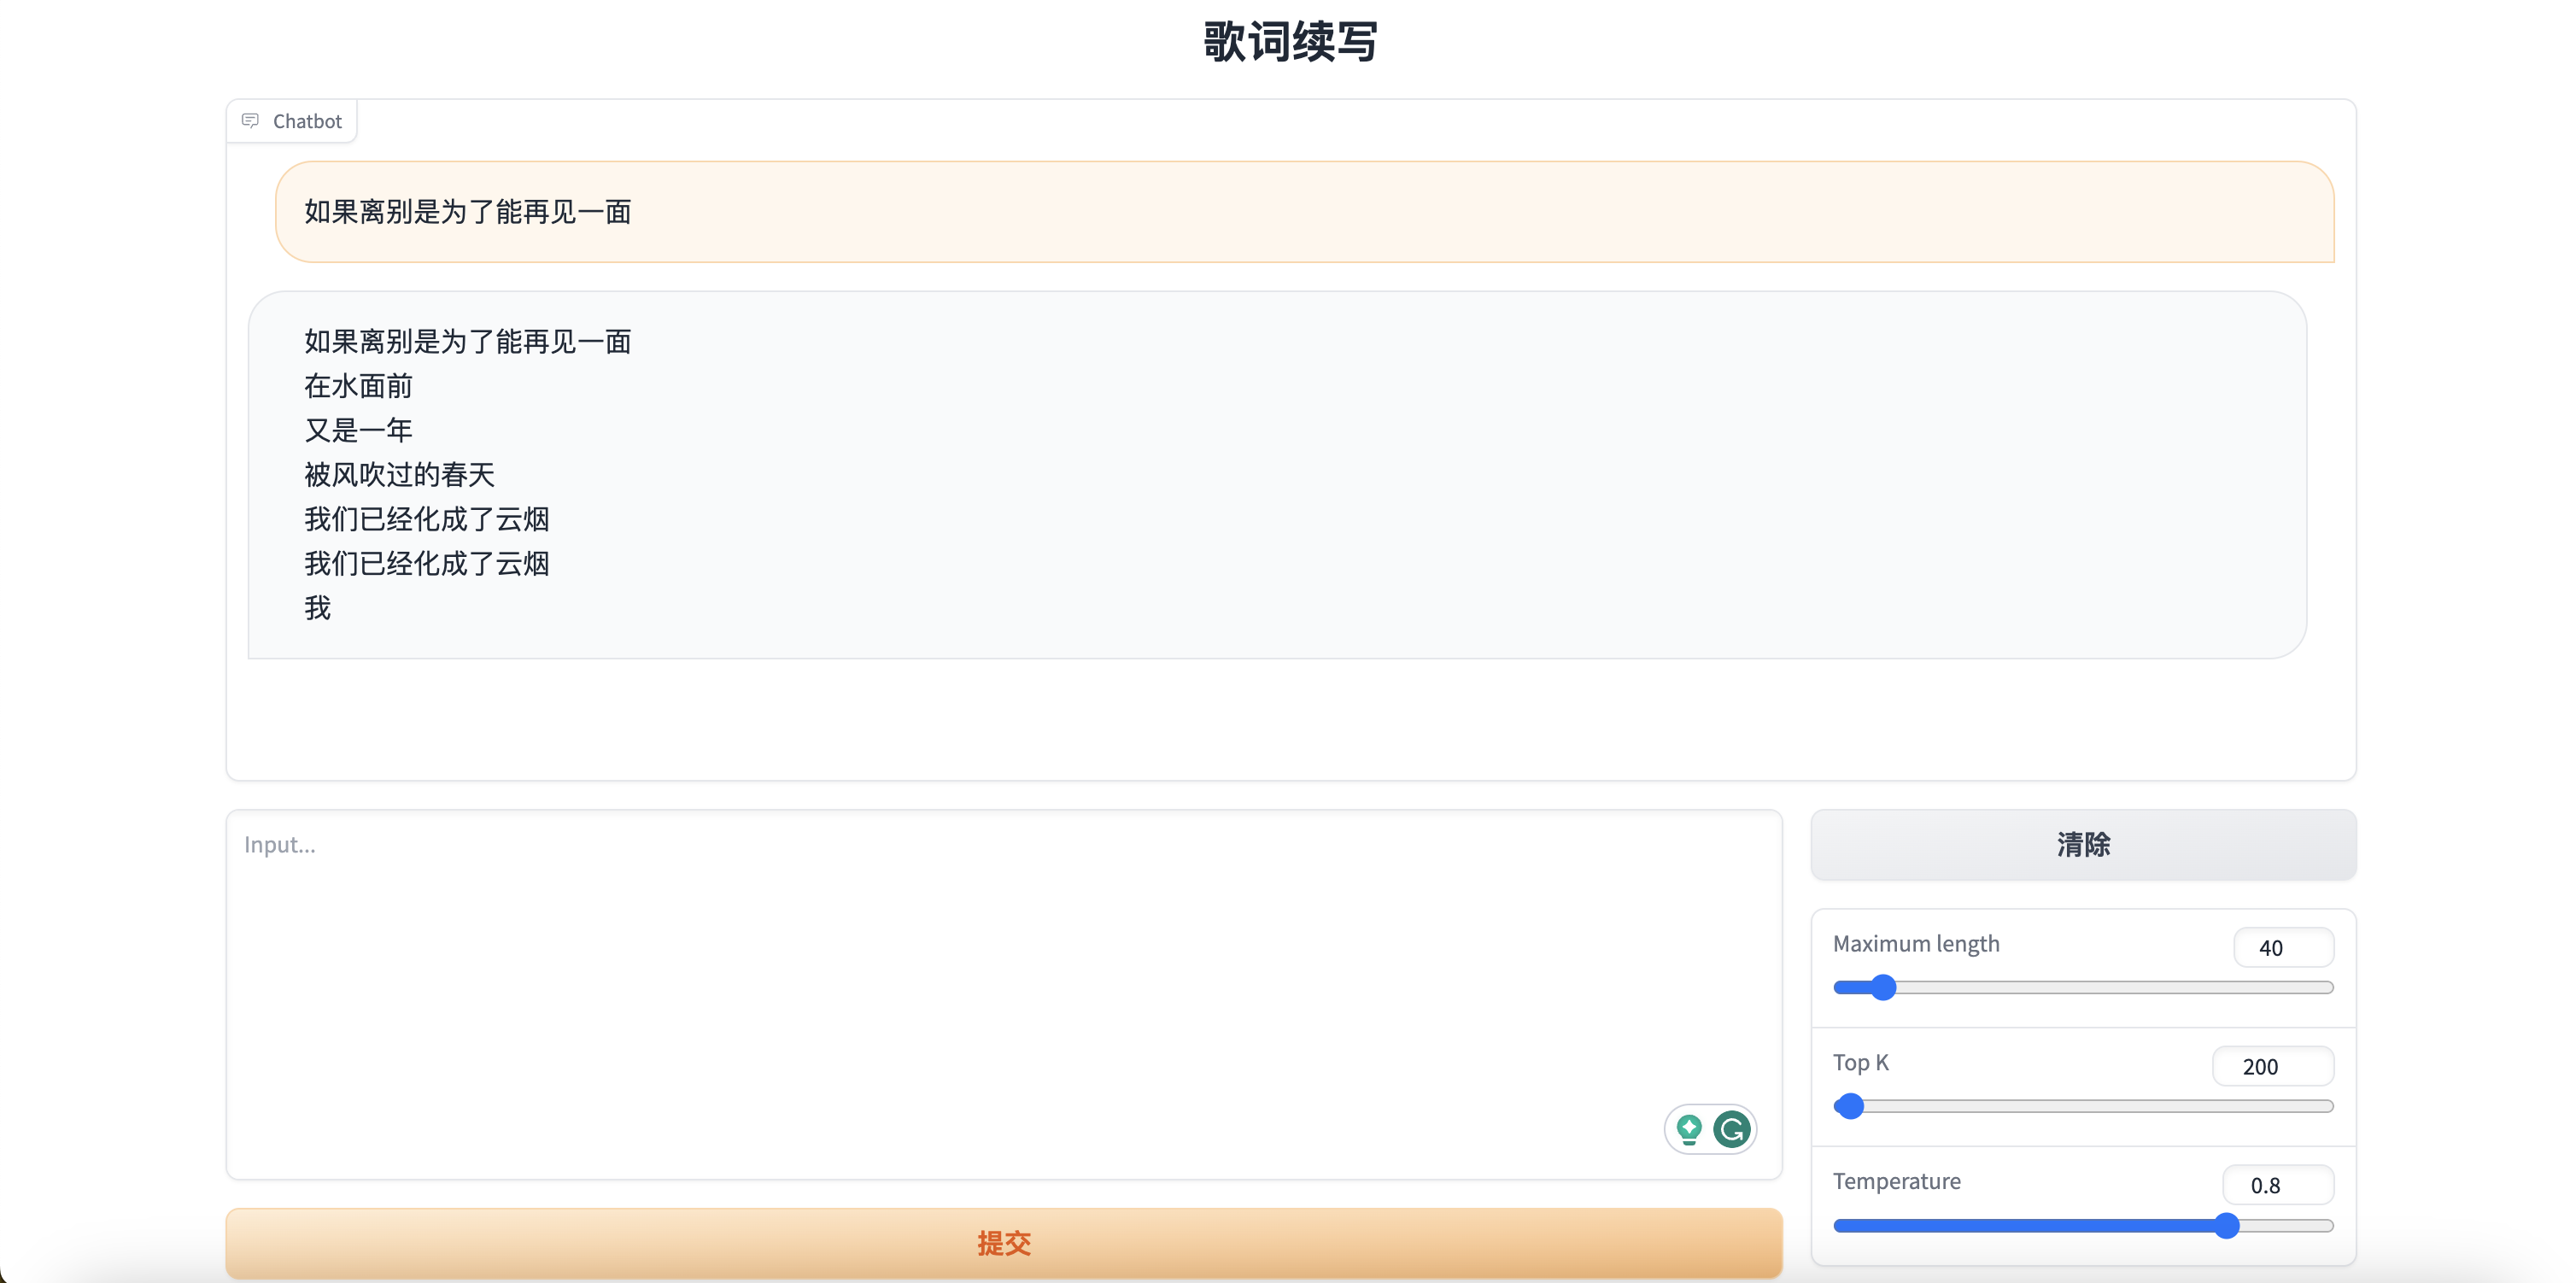 歌词续写
Chatbot
如果离别是为了能再见一面
如果离别是为了能再见一面
在水面前
又是一年
被风吹过的春天
我们已经化成了云烟
我们已经化成了云烟
我
Input...
清除
Maximum length
40
Top K
200
Temperature
0.8
提交